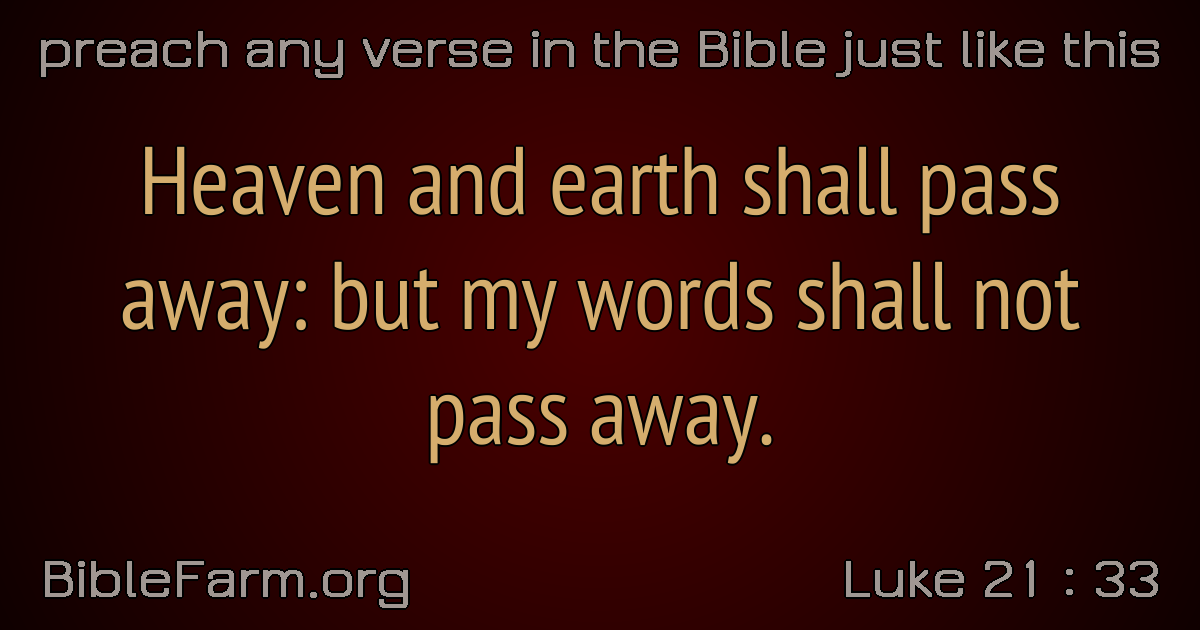 preach any verse in the Bible just like this
Heaven and earth shall pass
away: but my words shall not
pass away.
BibleFarm.org
Luke 21 : 33